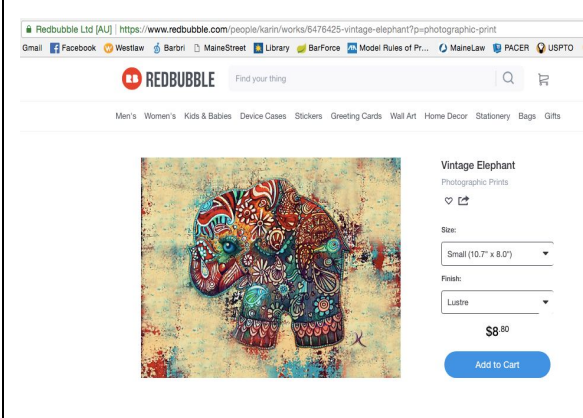 Redbubble Ltd [AU] | https://www.redbubble.com/people/karin/works/6476425-vintage-elephant?p=photographic-print
Gmail Facebook Westlaw Barbri MaineStreet Library BarForce Model Rules of Pr... MaineLaw PACER USPTO
RB REDBUBBLE Find your thing
Men's Women's Kids & Babies Device Cases Stickers Greeting Cards Wall Art Home Decor Stationery Bags Gifts
Vintage Elephant
Photographic Prints
Size:
Small (10.7" x 8.0")
Finish:
Lustre
$8.80
Add to Cart